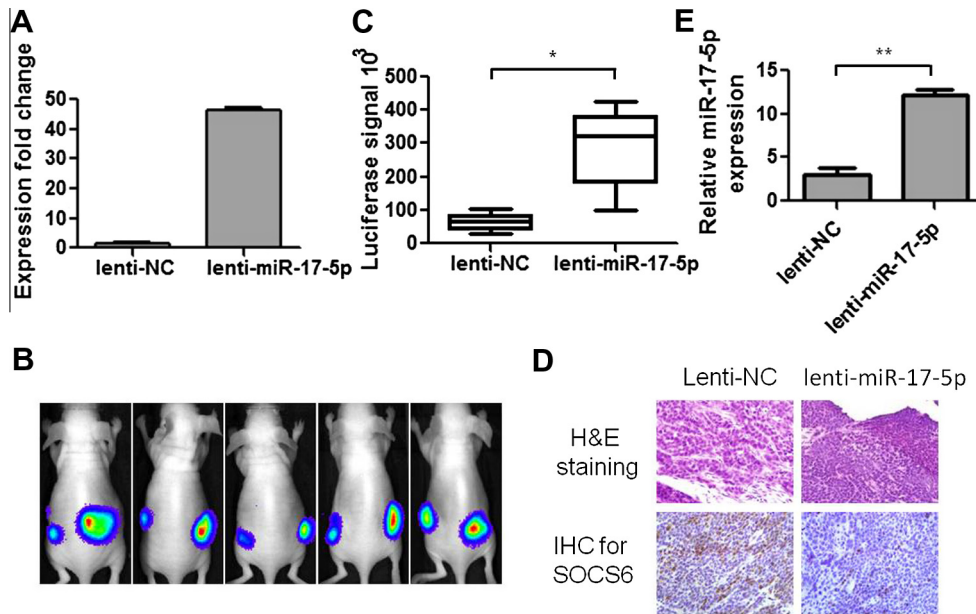 A
Expression fold change
50
40
30
20
10
0
lenti-NC
lenti-miR-17-5p
C
Luciferase signal 10³
500
400
300
200
100
0
*
lenti-NC
lenti-miR-17-5p
E
Relative miR-17-5p
expression
15
10
5
0
**
lenti-NC
lenti-miR-17-5p
B
D
Lenti-NC
lenti-miR-17-5p
H&E
staining
IHC for
SOCS6